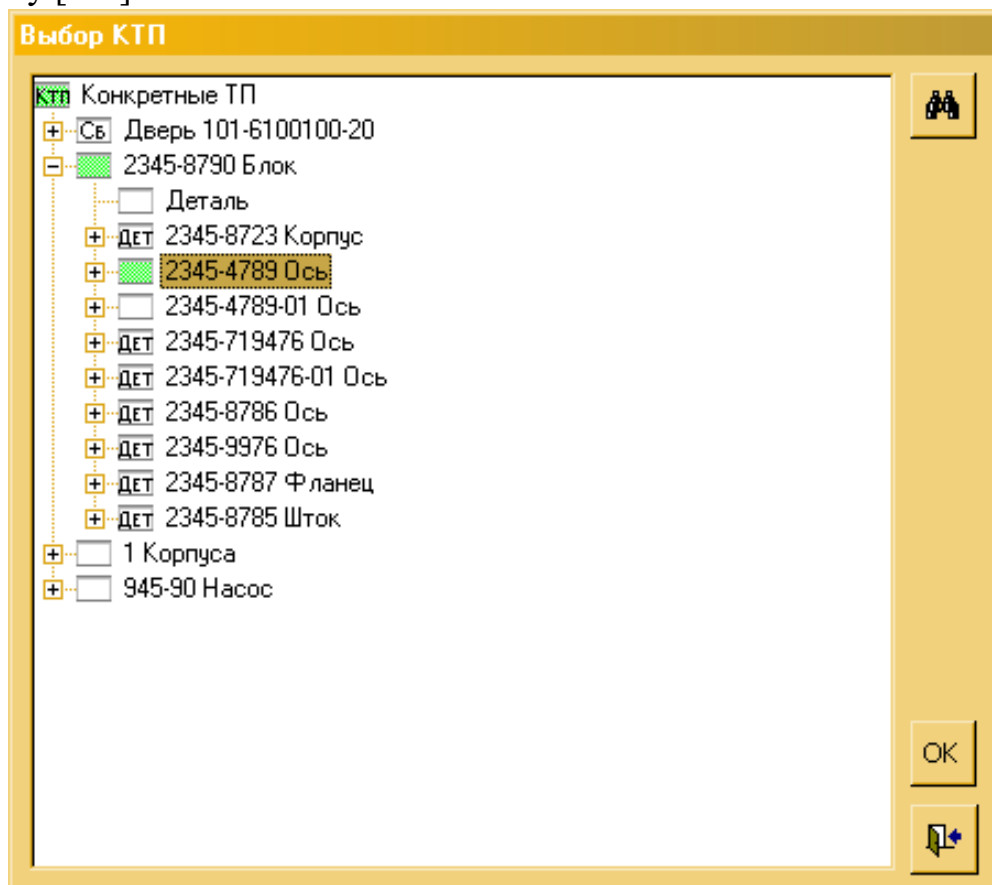 Выбор КТП
КТП Конкретные ТП
СБ Дверь 101-6100100-20
2345-8790 Блок
Деталь
ДЕТ 2345-8723 Корпус
2345-4789 Ось
2345-4789-01 Ось
ДЕТ 2345-719476 Ось
ДЕТ 2345-719476-01 Ось
ДЕТ 2345-8786 Ось
ДЕТ 2345-9976 Ось
ДЕТ 2345-8787 Фланец
ДЕТ 2345-8785 Шток
1 Корпуса
945-90 Насос
OK